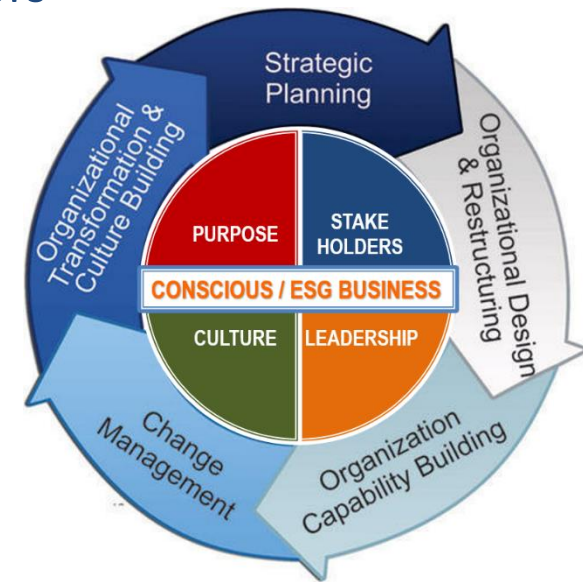 Strategic
Planning
Organizational Design
& Restructuring
Organization
Capability Building
Change
Management
Organizational
Transformation &
Culture Building
PURPOSE
STAKE
HOLDERS
CONSCIOUS / ESG BUSINESS
CULTURE
LEADERSHIP